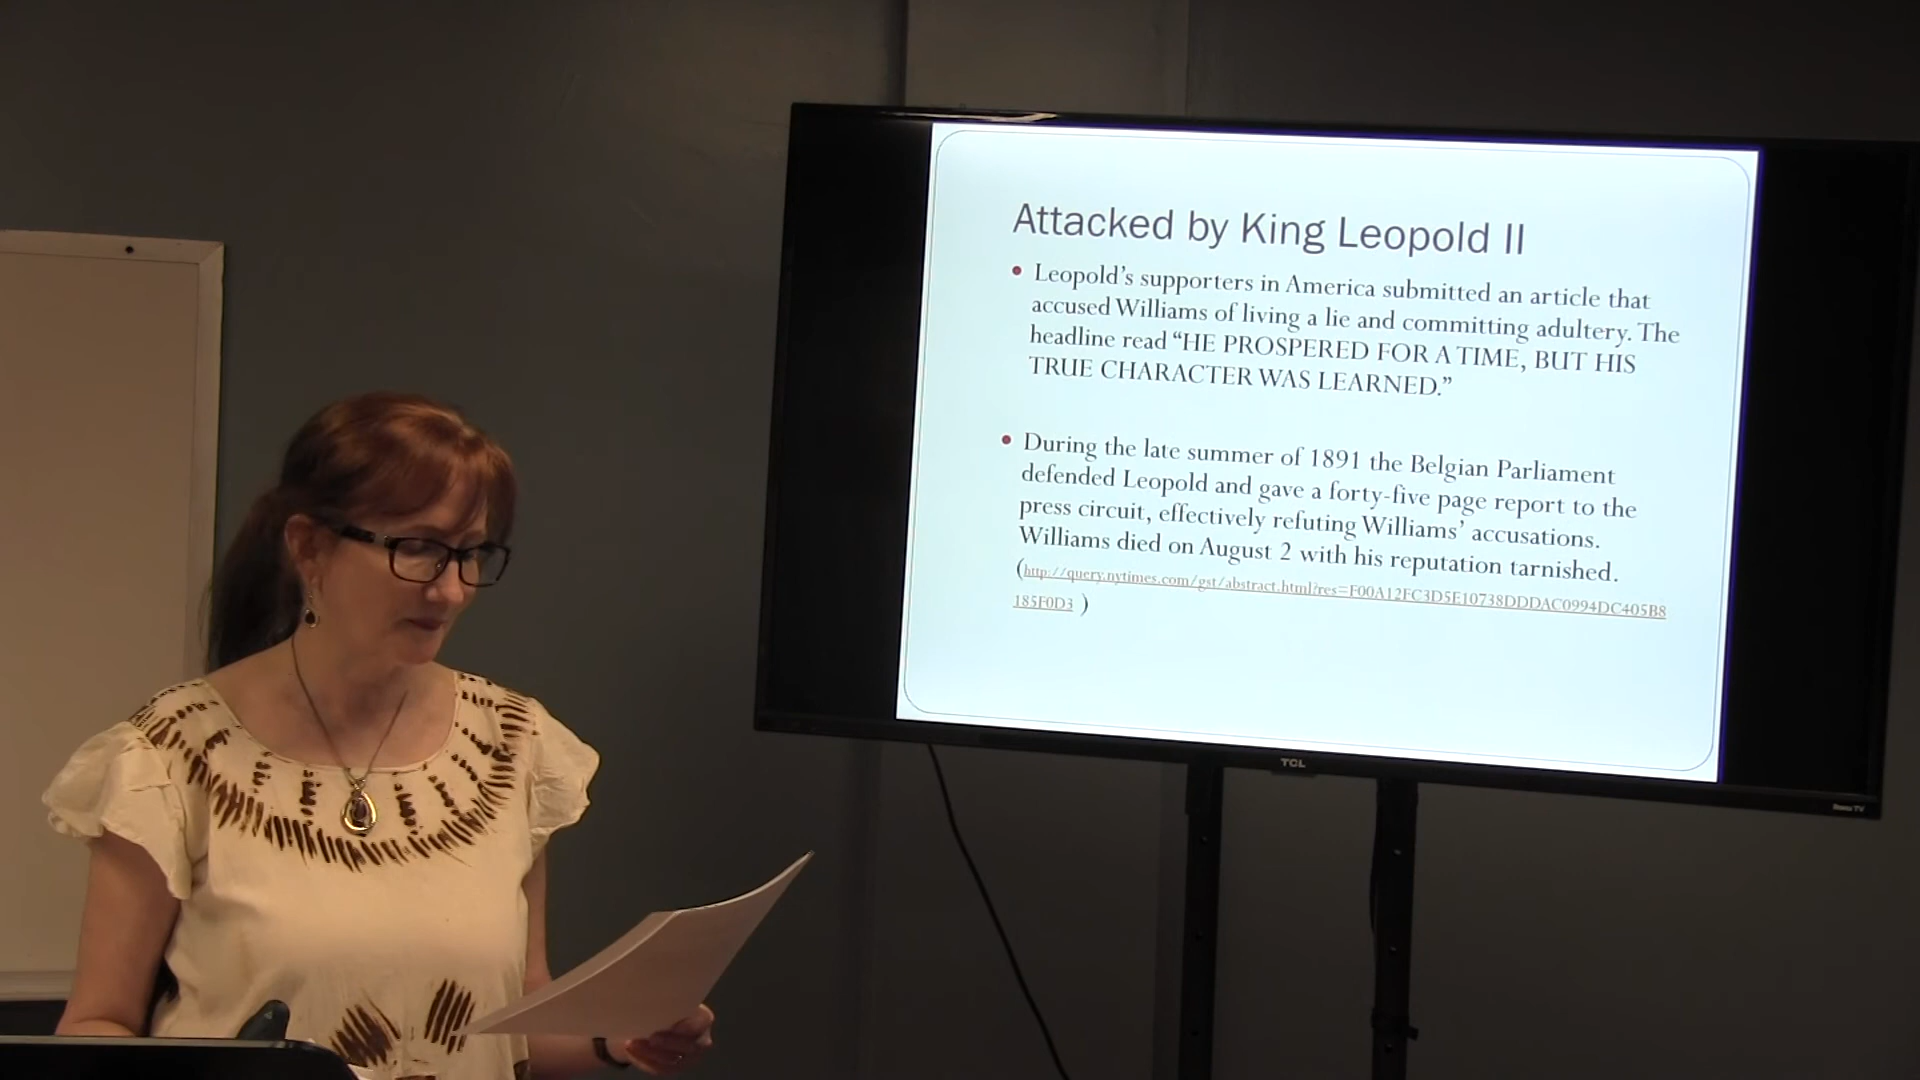 Attacked by King Leopold II
• Leopold's supporters in America submitted an article that
accused Williams of living a lie and committing adultery. The
headline read “HE PROSPERED FOR A TIME, BUT HIS
TRUE CHARACTER WAS LEARNED.”
• During the late summer of 1891 the Belgian Parliament
defended Leopold and gave a forty-five page report to the
press circuit, effectively refuting Williams' accusations.
Williams died on August 2 with his reputation tarnished.
(http://query.nytimes.com/gst/abstract.html?res=F00A12FC3D5E10738DDDAC0994DC405B8
185F0D3 )
TCL
Roku TV